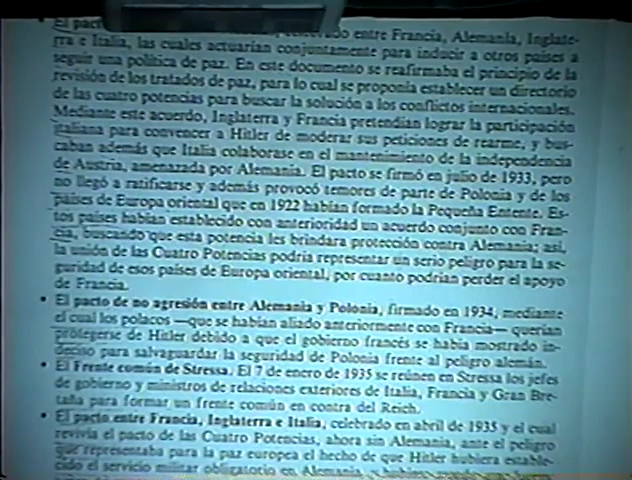 El pacto entre Francia, Alemania, Inglate-
rra e Italia, las cuales actuarían conjuntamente para inducir a otros países a
seguir una política de paz. En este documento se reafirmaba el principio de la
revisión de los tratados de paz, para lo cual se proponía establecer un directorio
de las cuatro potencias para buscar la solución a los conflictos internacionales.
Mediante este acuerdo, Inglaterra y Francia pretendían lograr la participación
italiana para convencer a Hitler de moderar sus peticiones de rearme, y bus-
caban además que Italia colaborase en el mantenimiento de la independencia
de Austria, amenazada por Alemania. El pacto se firmó en julio de 1933, pero
no llegó a ratificarse y además provocó temores de parte de Polonia y de los
países de Europa oriental que en 1922 habían formado la Pequeña Entente. Es-
tos países habían establecido con anterioridad un acuerdo conjunto con Fran-
cia, buscando que esta potencia les brindara protección contra Alemania; así,
la unión de las Cuatro Potencias podría representar un serio peligro para la se-
guridad de esos países de Europa oriental, por cuanto podrían perder el apoyo
de Francia.
• El pacto de no agresión entre Alemania y Polonia, firmado en 1934, mediante
el cual los polacos —que se habían aliado anteriormente con Francia— querían
protegerse de Hitler debido a que el gobierno francés se había mostrado in-
deciso para salvaguardar la seguridad de Polonia frente al peligro alemán.
• El Frente común de Stressa. El 7 de enero de 1935 se reúnen en Stressa los jefes
de gobierno y ministros de relaciones exteriores de Italia, Francia y Gran Bre-
taña para formar un frente común en contra del Reich.
• El pacto entre Francia, Inglaterra e Italia, celebrado en abril de 1935 y el cual
revivía el pacto de las Cuatro Potencias, ahora sin Alemania, ante el peligro
que representaba para la paz europea el hecho de que Hitler hubiera estable-
cido el servicio militar obligatorio en Alemania, y